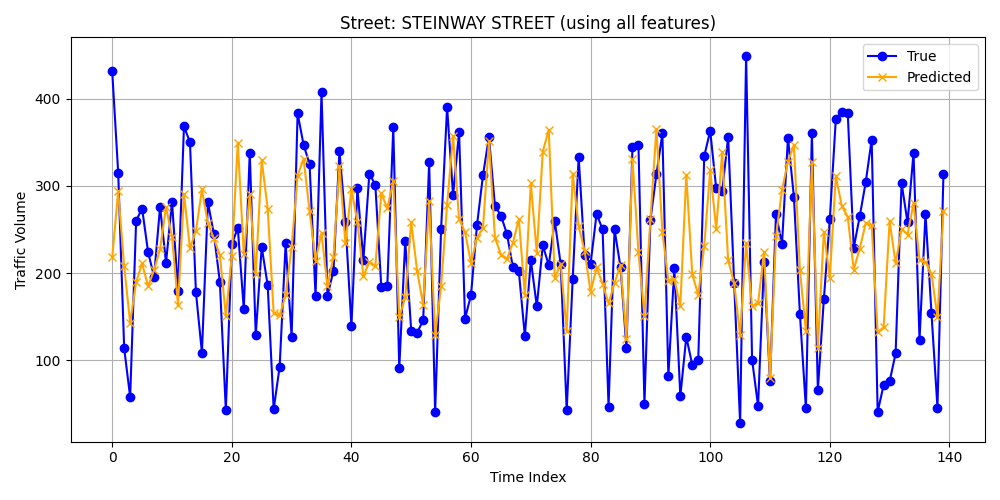 Street: STEINWAY STREET (using all features)
True
Predicted
Traffic Volume
400
300
200
100
0 20 40 60 80 100 120 140
Time Index